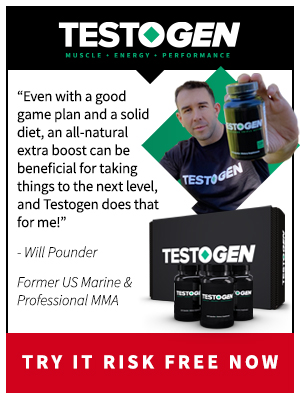 TESTOGEN
MUSCLE • ENERGY • PERFORMANCE
“Even with a good
game plan and a solid
diet, an all-natural
extra boost can be
beneficial for taking
things to the next level,
and Testogen does that
for me!”
- Will Pounder
Former US Marine &
Professional MMA
TESTOGEN
TESTOGEN
TESTOGEN
TESTOGEN
TESTOGEN
TESTOGEN
TRY IT RISK FREE NOW